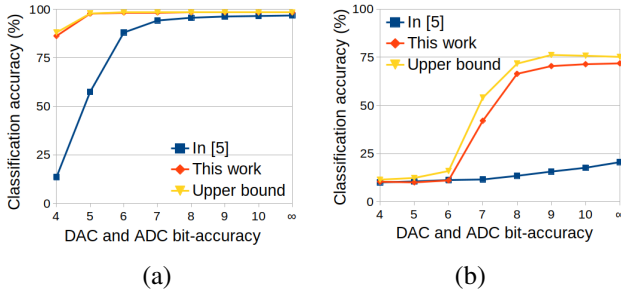 Classification accuracy (%)
100
75
50
25
0
4 5 6 7 8 9 10 ∞
DAC and ADC bit-accuracy
In [5]
This work
Upper bound
(a)
Classification accuracy (%)
100
75
50
25
0
4 5 6 7 8 9 10 ∞
DAC and ADC bit-accuracy
In [5]
This work
Upper bound
(b)